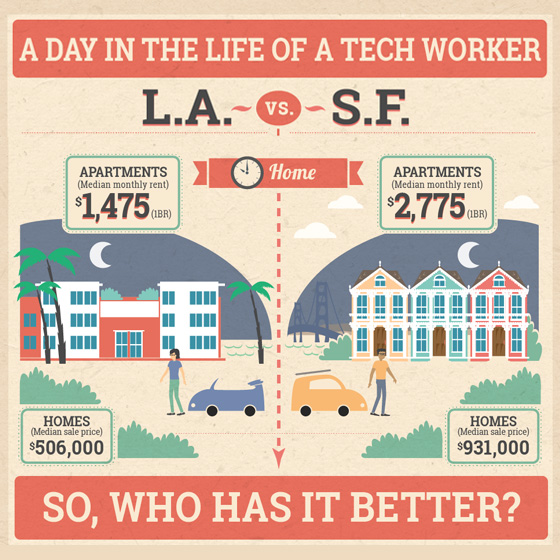 A DAY IN THE LIFE OF A TECH WORKER
L.A. VS. S.F.
Home
APARTMENTS
(Median monthly rent)
$1,475 (1BR)
APARTMENTS
(Median monthly rent)
$2,775 (1BR)
HOMES
(Median sale price)
$506,000
HOMES
(Median sale price)
$931,000
SO, WHO HAS IT BETTER?